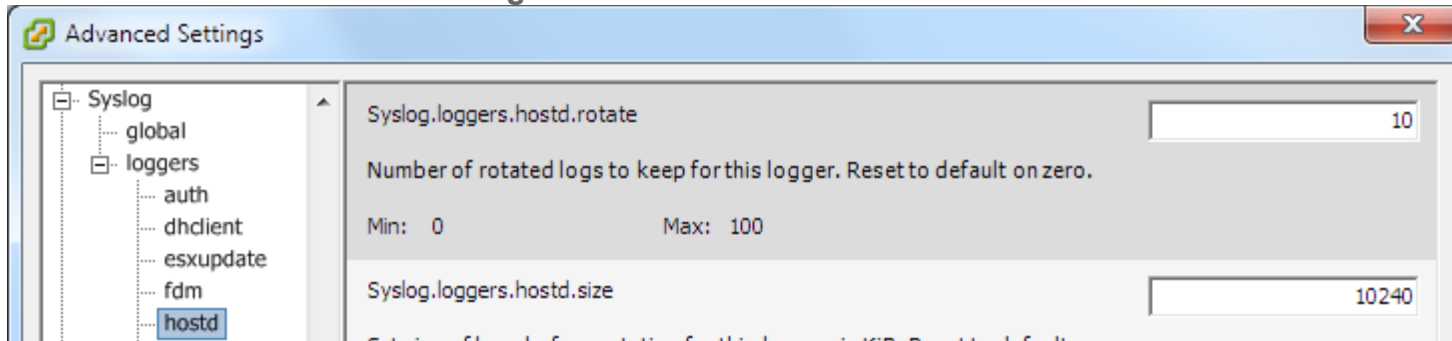 Advanced Settings
Syslog
global
loggers
auth
dhclient
esxupdate
fdm
hostd
Syslog.loggers.hostd.rotate
10
Number of rotated logs to keep for this logger. Reset to default on zero.
Min: 0 Max: 100
Syslog.loggers.hostd.size
10240